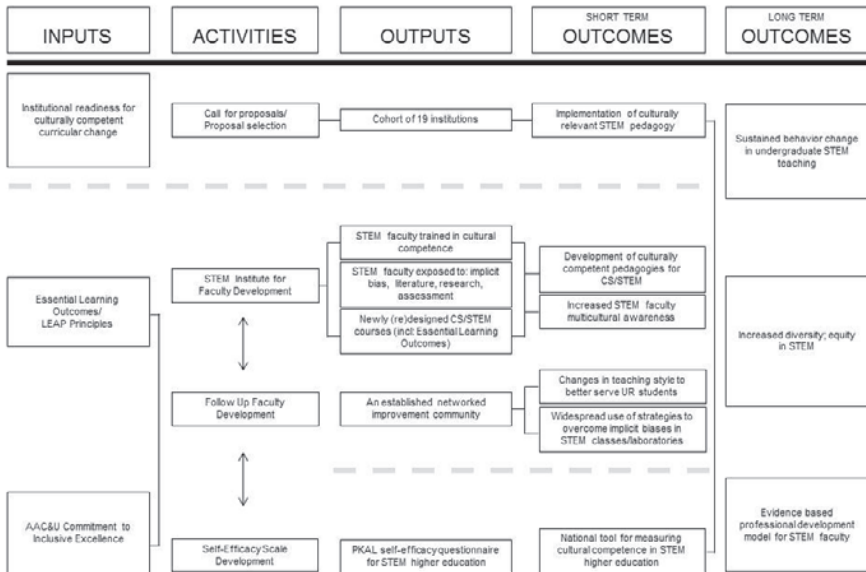 INPUTS
ACTIVITIES
OUTPUTS
SHORT TERM
OUTCOMES
LONG TERM
OUTCOMES
Institutional readiness for
culturally competent
curricular change
Call for proposals/
Proposal selection
Cohort of 19 institutions
Implementation of culturally
relevant STEM pedagogy
Sustained behavior change
in undergraduate STEM
teaching
Essential Learning
Outcomes/
LEAP Principles
STEM Institute for
Faculty Development
STEM faculty trained in cultural
competence
STEM faculty exposed to: implicit
bias, literature, research,
assessment
Newly (re)designed CS/STEM
courses (incl: Essential Learning
Outcomes)
Development of culturally
competent pedagogies for
CS/STEM
Increased STEM faculty
multicultural awareness
Increased diversity; equity
in STEM
Follow Up Faculty
Development
An established networked
improvement community
Changes in teaching style to
better serve UR students
Widespread use of strategies to
overcome implicit biases in
STEM classes/laboratories
AAC&U Commitment to
Inclusive Excellence
Self-Efficacy Scale
Development
PKAL self-efficacy questionnaire
for STEM higher education
National tool for measuring
cultural competence in STEM
higher education
Evidence based
professional development
model for STEM faculty